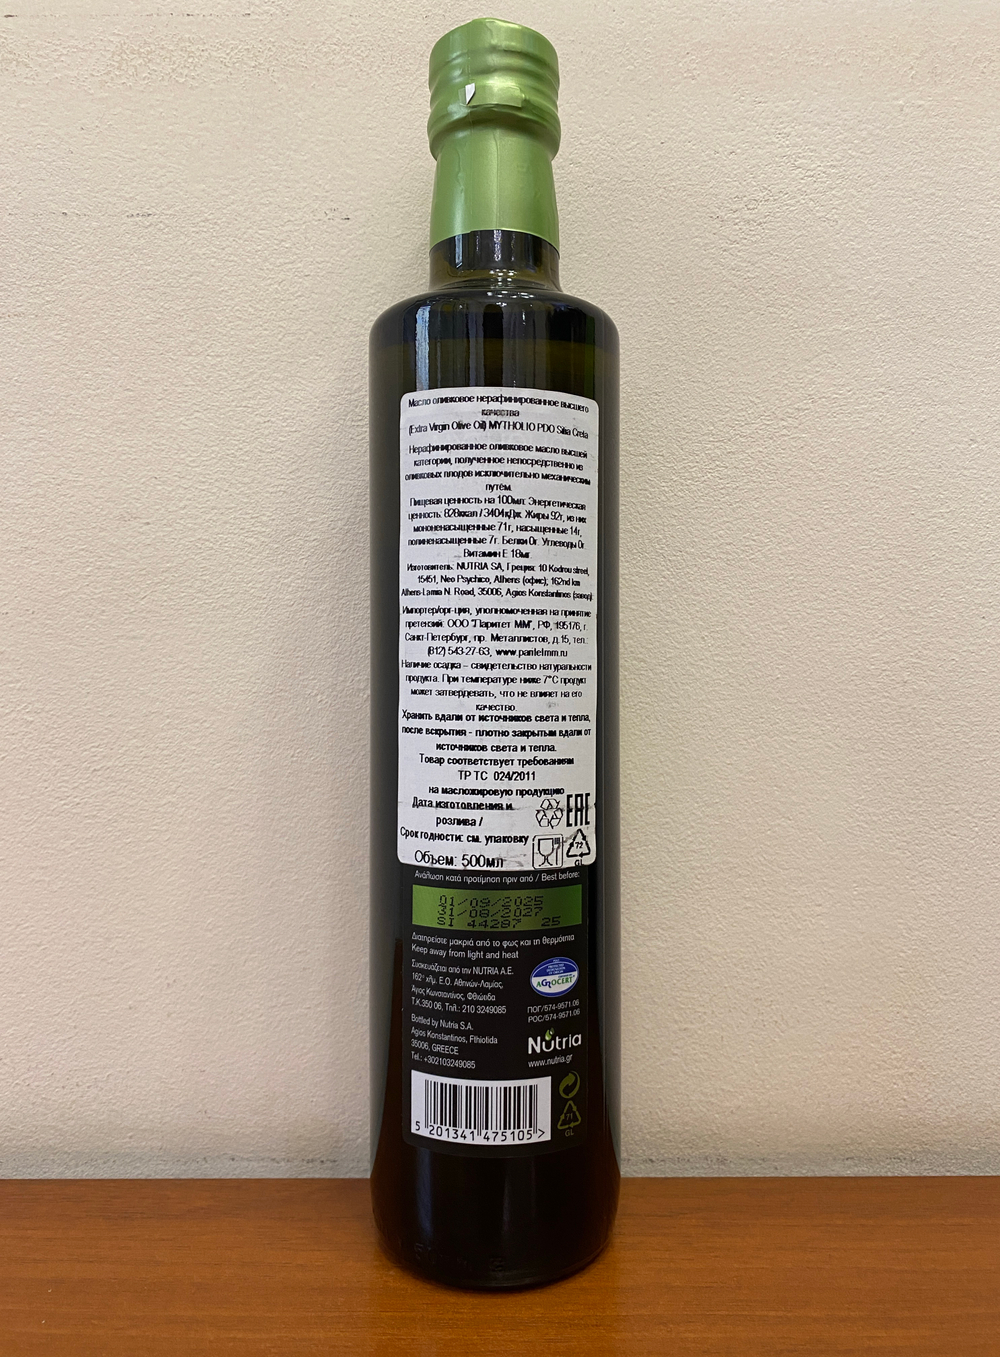 Масло оливковое нерафинированное высшего
качества
(Extra Virgin Olive Oil) MYTHOLIO PDO Sitia Creta
Нерафинированное оливковое масло высшей
категории, полученное непосредственно из
оливковых плодов исключительно механическим
путём.
Пищевая ценность на 100мл: Энергетическая
ценность: 828ккал / 3404кДж. Жиры 92г, из них
мононенасыщенные 71г, насыщенные 14г,
полиненасыщенные 7г. Белки 0г. Углеводы 0г.
Витамин Е 18мг.
Изготовитель: NUTRIA SA, Греция: 10 Kodrou street,
15451, Neo Psychico, Athens (офис); 162nd km
Athens-Lamia N. Road, 35006, Agios Konstantinos (завод)
Импортер/орг-ция, уполномоченная на принятие
претензий: ООО "Паритет ММ", РФ, 195176, г.
Санкт-Петербург, пр. Металлистов, д.15, тел.:
(812) 543-27-63, www.paritetmm.ru
Наличие осадка – свидетельство натуральности
продукта. При температуре ниже 7°С продукт
может затвердевать, что не влияет на его
качество.
Хранить вдали от источников света и тепла,
после вскрытия - плотно закрытым вдали от
источников света и тепла.
Товар соответствует требованиям
ТР ТС 024/2011
на масложировую продукцию
Дата изготовления и
розлива /
Срок годности: см. упаковку
EAC
72
GL
Объем: 500мл
Ανάλωση κατά προτίμηση πριν από / Best before:
01/09/2025
31/08/2027
SI 44287 25
Διατηρείστε μακριά από το φως και τη θερμότητα
Keep away from light and heat
Συσκευάζεται από την NUTRIA A.E.
162° χλμ. Ε.Ο. Αθηνών-Λαμίας,
Άγιος Κωνσταντίνος, Φθιώτιδα
Τ.Κ.350 06, Τηλ.: 210 3249085
AGROCERT
ΠΟΓ/574-9571.06
POC/574-9571.06
Bottled by Nutria S.A.
Agios Konstantinos, Fthiotida
35006, GREECE
Tel.: +302103249085
Nutria
www.nutria.gr
5 201341 475105 >
71
GL